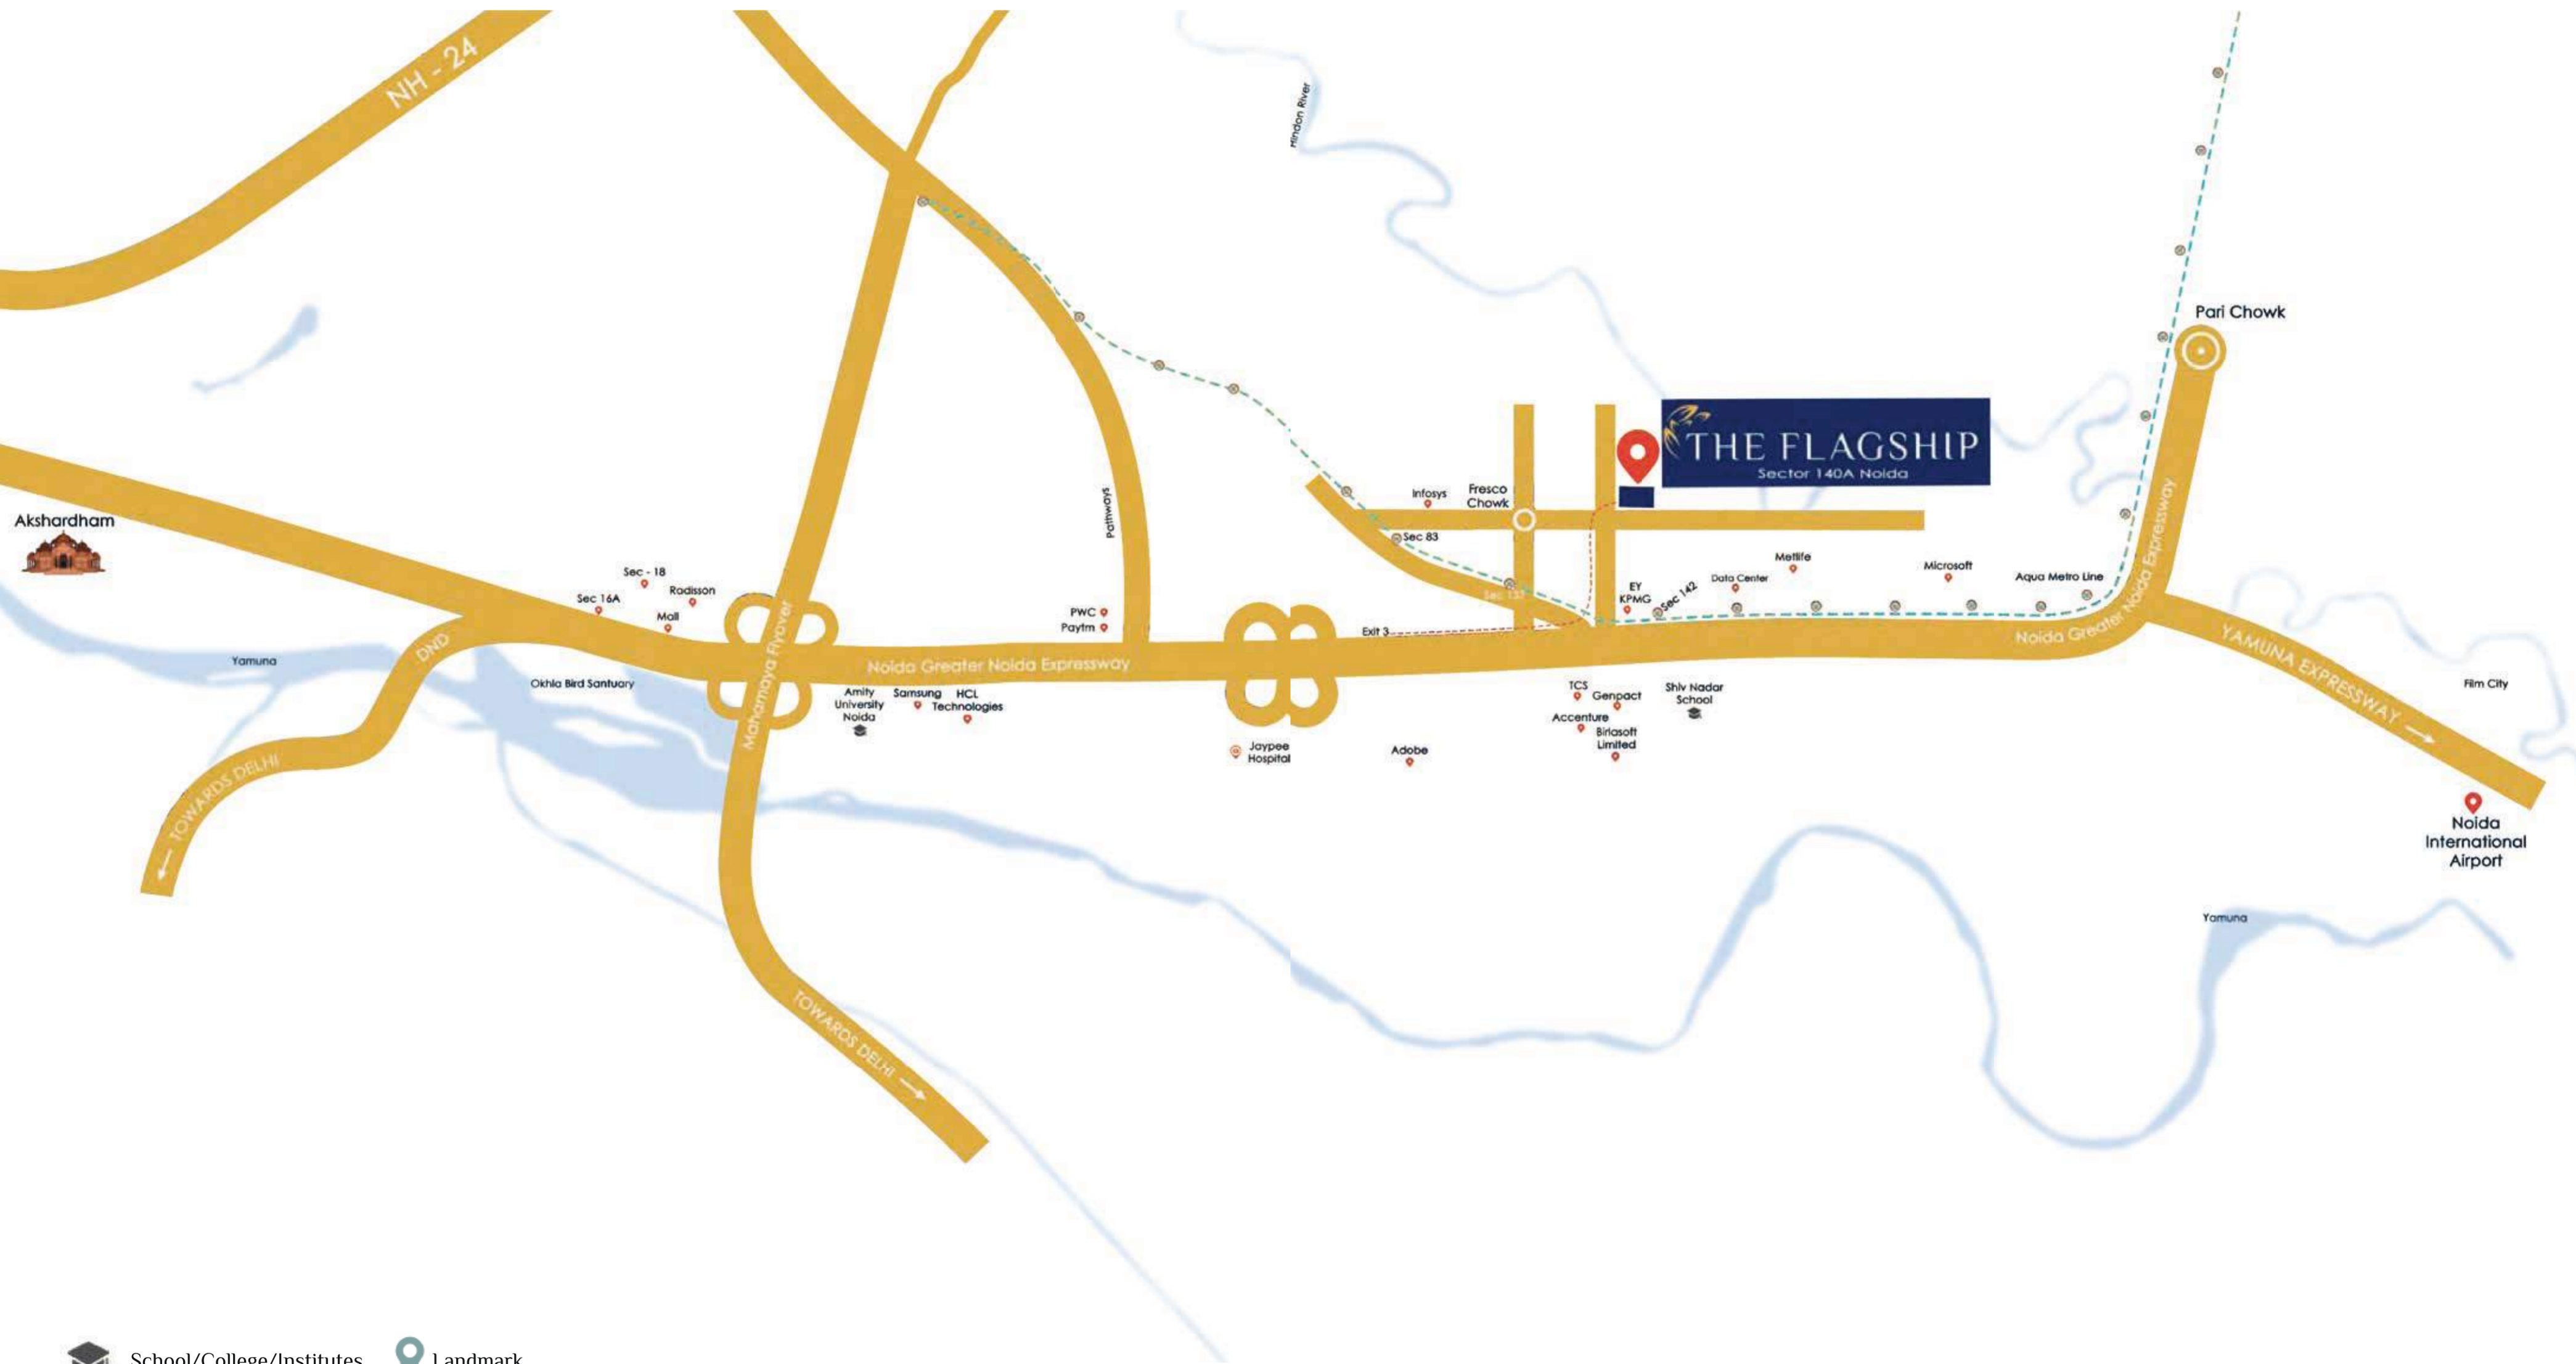 NH - 24
Hindon River
Pari Chowk
THE FLAGSHIP
Sector 140A Noida
Akshardham
Infosys
Fresco
Chowk
Pathways
Sec 83
Sec - 18
Radisson
Sec 16A
Mall
PWC
Paytm
Exit 3
EY
KPMG
Sec 142
Data Center
Metlife
Microsoft
Aqua Metro Line
Noida Greater Noida Expressway
YAMUNA EXPRESSWAY
Film City
DND
Yamuna
Okhla Bird Santuary
Mahamaya Flyover
Noida Greater Noida Expressway
Amity
University
Noida
Samsung
HCL
Technologies
Jaypee
Hospital
Adobe
TCS
Genpact
Accenture
Birlasoft
Limited
Shiv Nadar
School
TOWARDS DELHI
Noida
International
Airport
Yamuna
TOWARDS DELHI
School/College/Institutes
Landmark